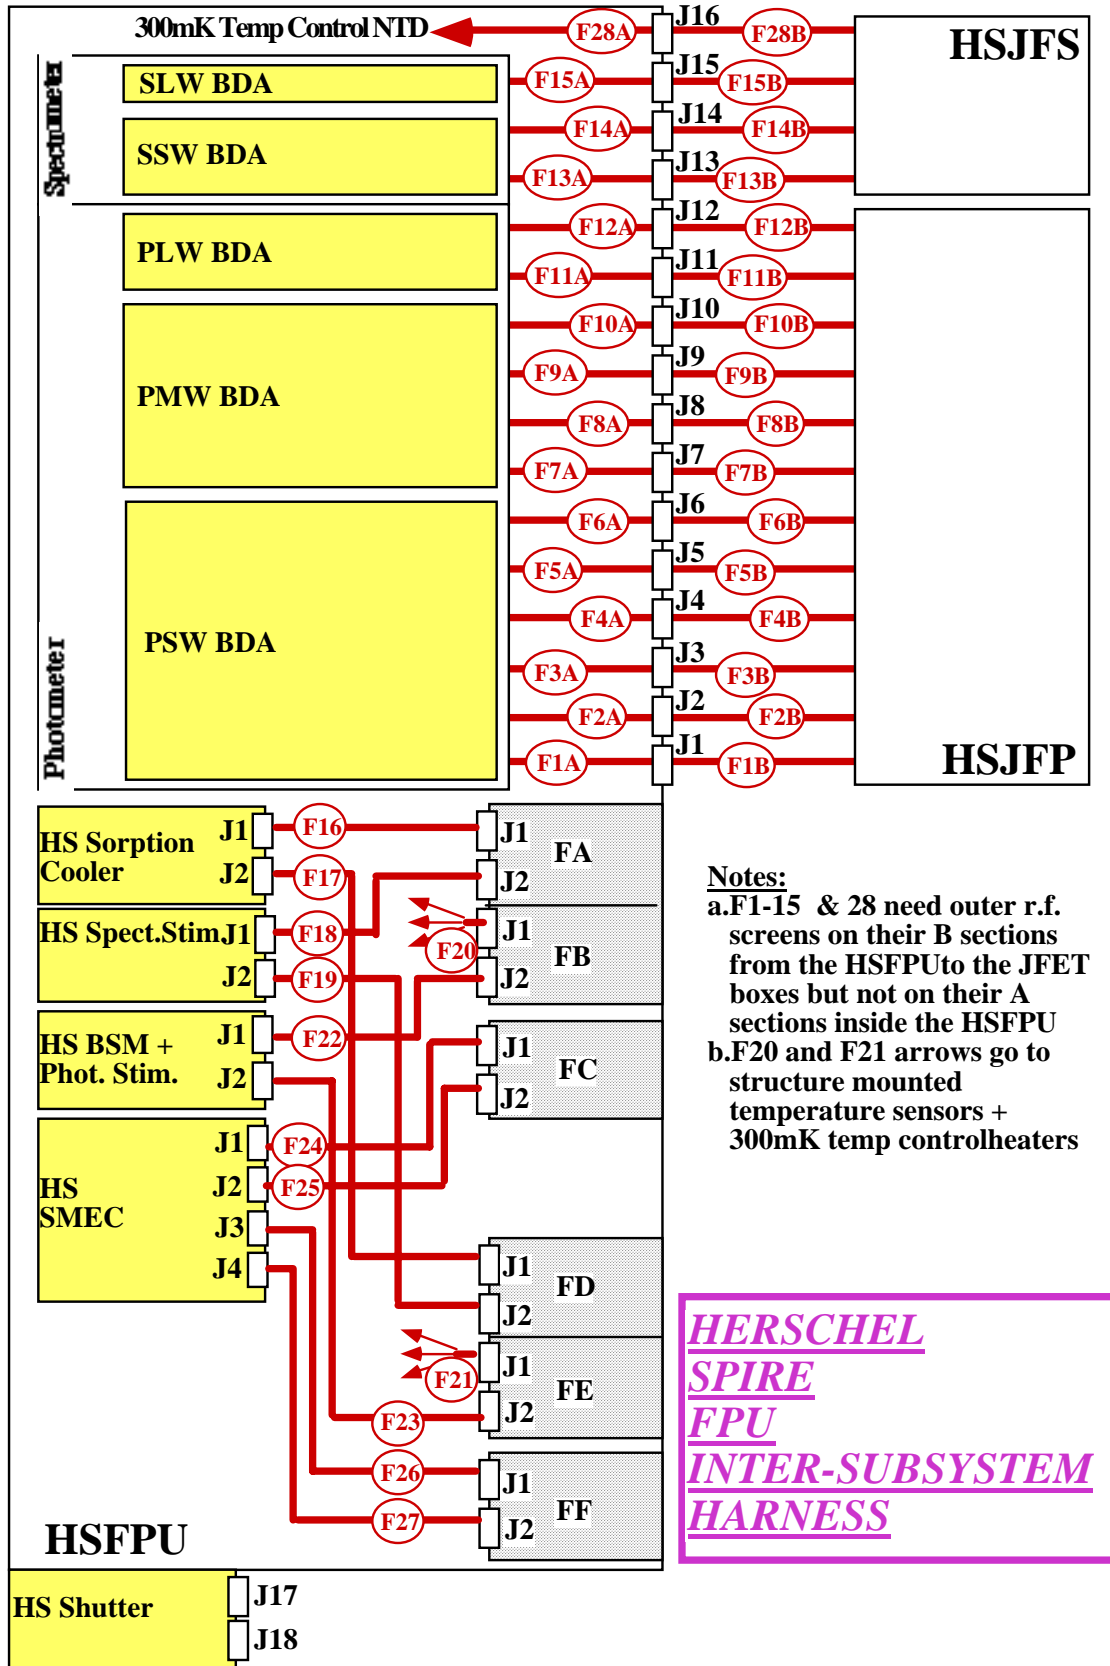 300mK Temp Control NTD
F28A
J16
F28B
HSJFS
Spectrometer
SLW BDA
F15A
J15
F15B
SSW BDA
F14A
J14
F14B
F13A
J13
F13B
PLW BDA
F12A
J12
F12B
F11A
J11
F11B
PMW BDA
F10A
J10
F10B
F9A
J9
F9B
F8A
J8
F8B
F7A
J7
F7B
Photometer
PSW BDA
F6A
J6
F6B
F5A
J5
F5B
F4A
J4
F4B
F3A
J3
F3B
F2A
J2
F2B
F1A
J1
F1B
HSJFP
HS Sorption
Cooler
J1
F16
J1
FA
J2
F17
J2
HS Spect.Stim.
J1
F18
F20
J1
FB
J2
F19
J2
HS BSM +
Phot. Stim.
J1
F22
J2
J1
FC
J2
HS
SMEC
J1
F24
J2
F25
J3
J4
J1
FD
J2
F21
J1
FE
F23
J2
F26
J1
FF
F27
J2
HSFPU
HS Shutter
J17
J18
Notes:
a.F1-15 & 28 need outer r.f.
screens on their B sections
from the HSFPUto the JFET
boxes but not on their A
sections inside the HSFPU
b.F20 and F21 arrows go to
structure mounted
temperature sensors +
300mK temp controlheaters
HERSCHEL
SPIRE
FPU
INTER-SUBSYSTEM
HARNESS